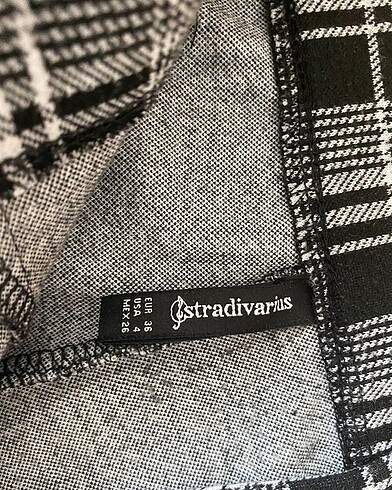 stradivarius
EUR 36
USA 4
MEX 26